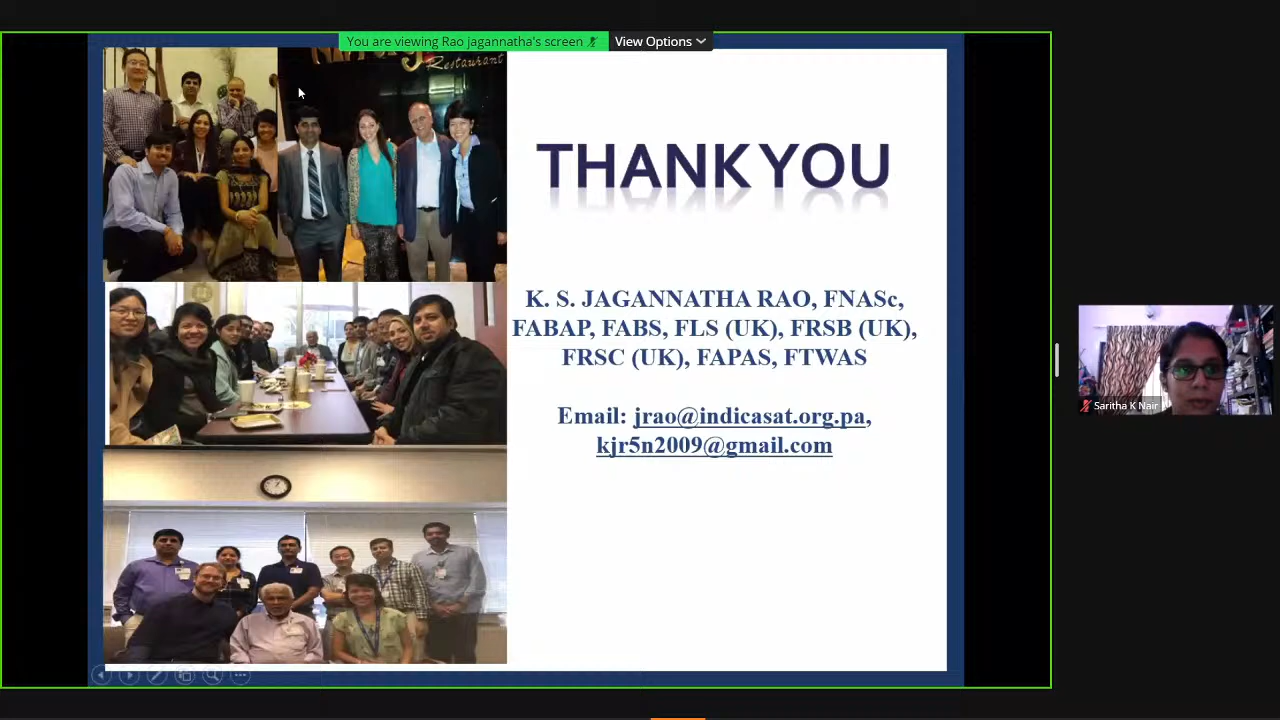 You are viewing Rao jagannatha's screen
View Options
Restaurant
THANK YOU
K. S. JAGANNATHA RAO, FNASc,
FABAP, FABS, FLS (UK), FRSB (UK),
FRSC (UK), FAPAS, FTWAS
Email: jrao@indicasat.org.pa,
kjr5n2009@gmail.com
Saritha K Nair